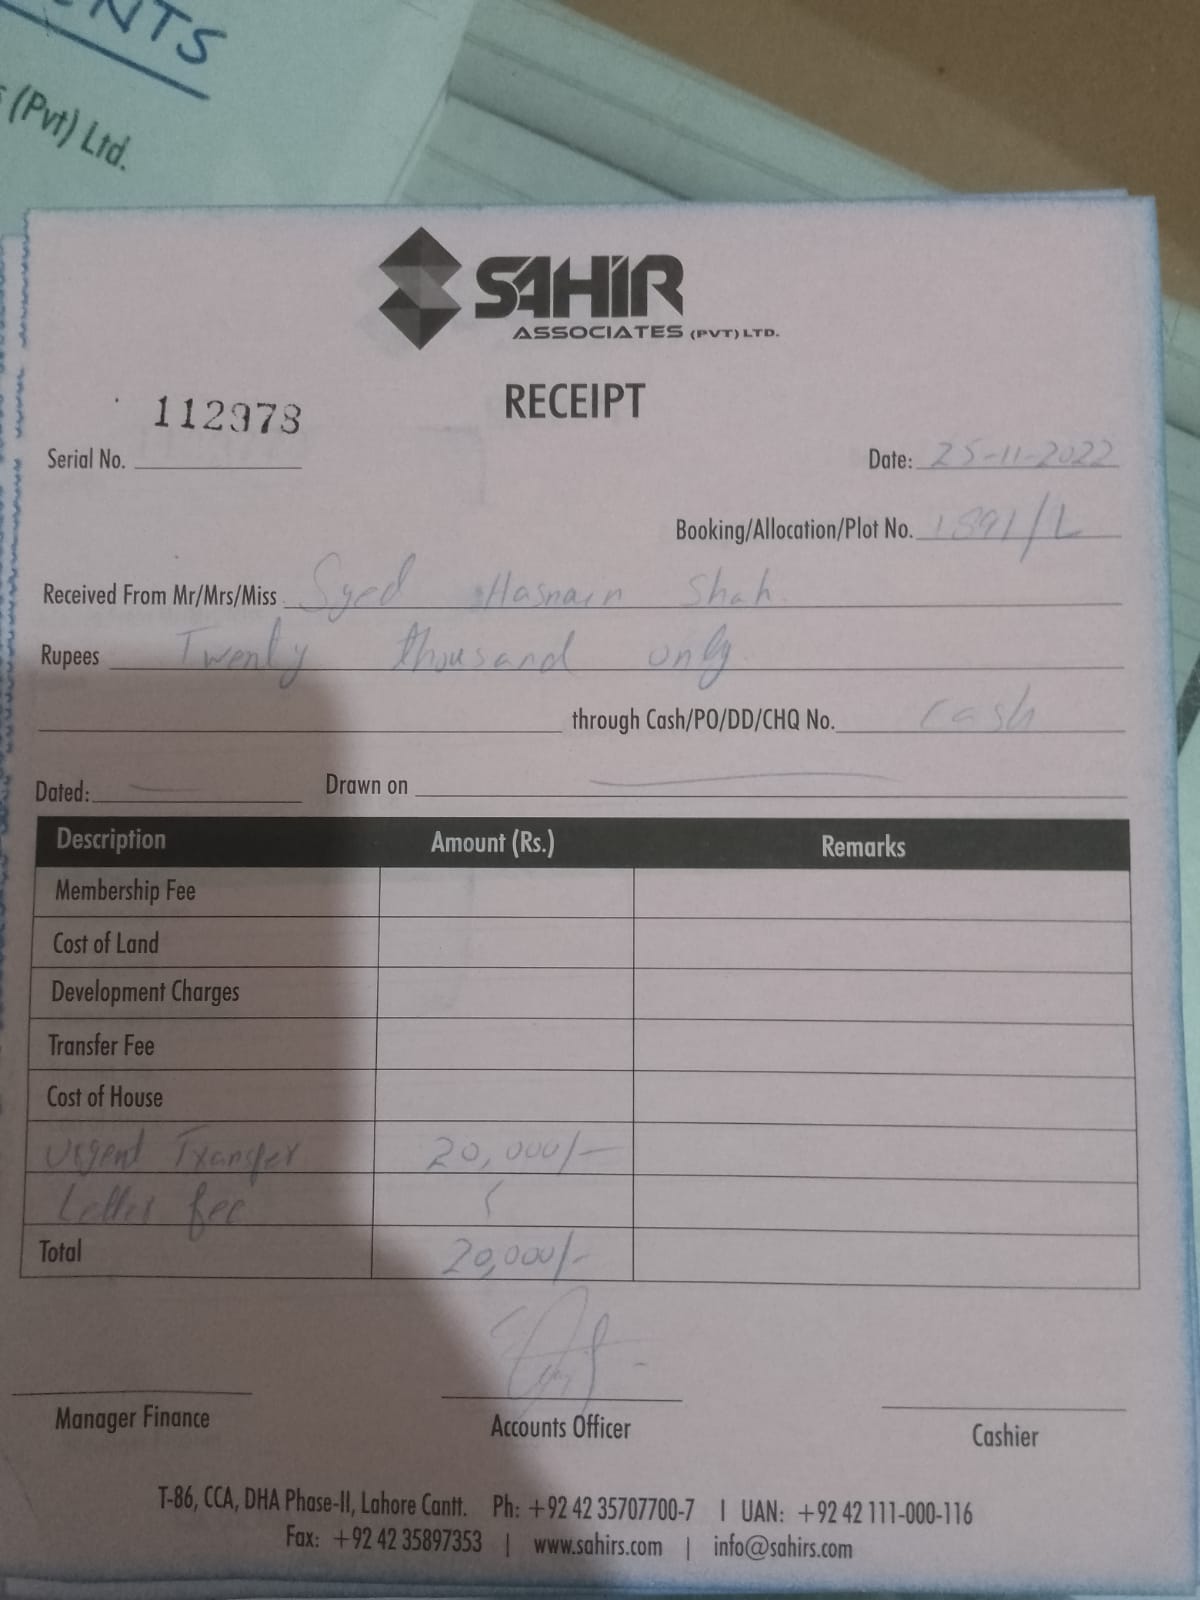 ENTS
s (Pvt) Ltd.
SAHIR
ASSOCIATES (PVT) LTD.
RECEIPT
112978
Serial No.
Date: 25-11-2022
Booking/Allocation/Plot No. 1891/L
Received From Mr/Mrs/Miss Syed Hasnain Shah
Rupees Twenty thousand only
through Cash/PO/DD/CHQ No. cash
Dated: Drawn on
Description Amount (Rs.) Remarks
Membership Fee
Cost of Land
Development Charges
Transfer Fee
Cost of House
Urgent Transfer 20,000/-
Letter fee
Total 20,000/-
Manager Finance Accounts Officer Cashier
T-86, CCA, DHA Phase-II, Lahore Cantt. Ph: +92 42 35707700-7 | UAN: +92 42 111-000-116
Fax: +92 42 35897353 | www.sahirs.com | info@sahirs.com